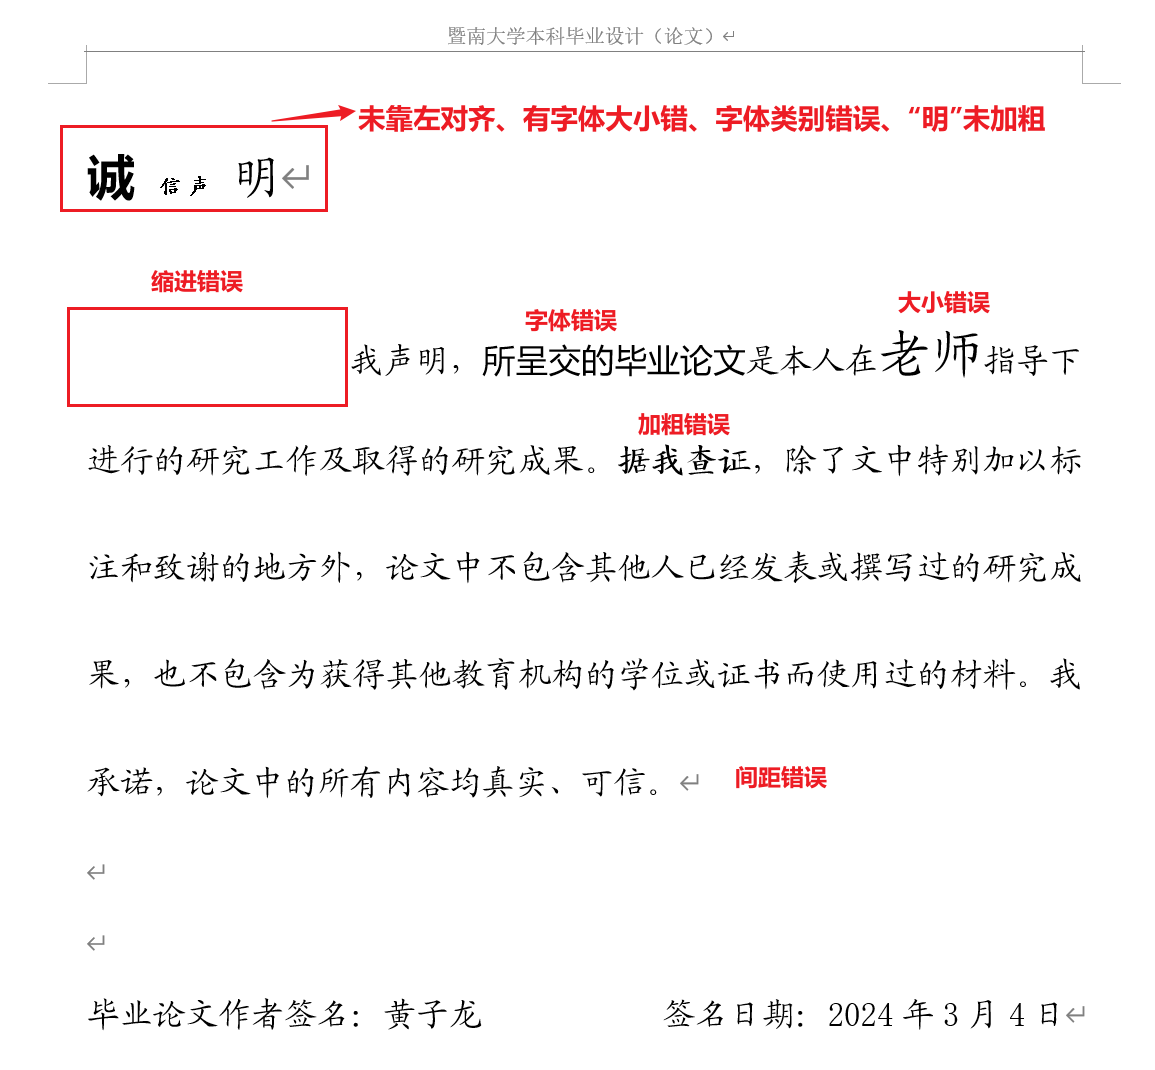 暨南大学本科毕业设计（论文）
未靠左对齐、有字体大小错、字体类别错误、“明”未加粗
诚 信 声 明
缩进错误
大小错误
字体错误
我声明，所呈交的毕业论文是本人在老师指导下
加粗错误
进行的研究工作及取得的研究成果。据我查证，除了文中特别加以标
注和致谢的地方外，论文中不包含其他人已经发表或撰写过的研究成
果，也不包含为获得其他教育机构的学位或证书而使用过的材料。我
承诺，论文中的所有内容均真实、可信。 间距错误
毕业论文作者签名：黄子龙 签名日期：2024 年 3 月 4 日